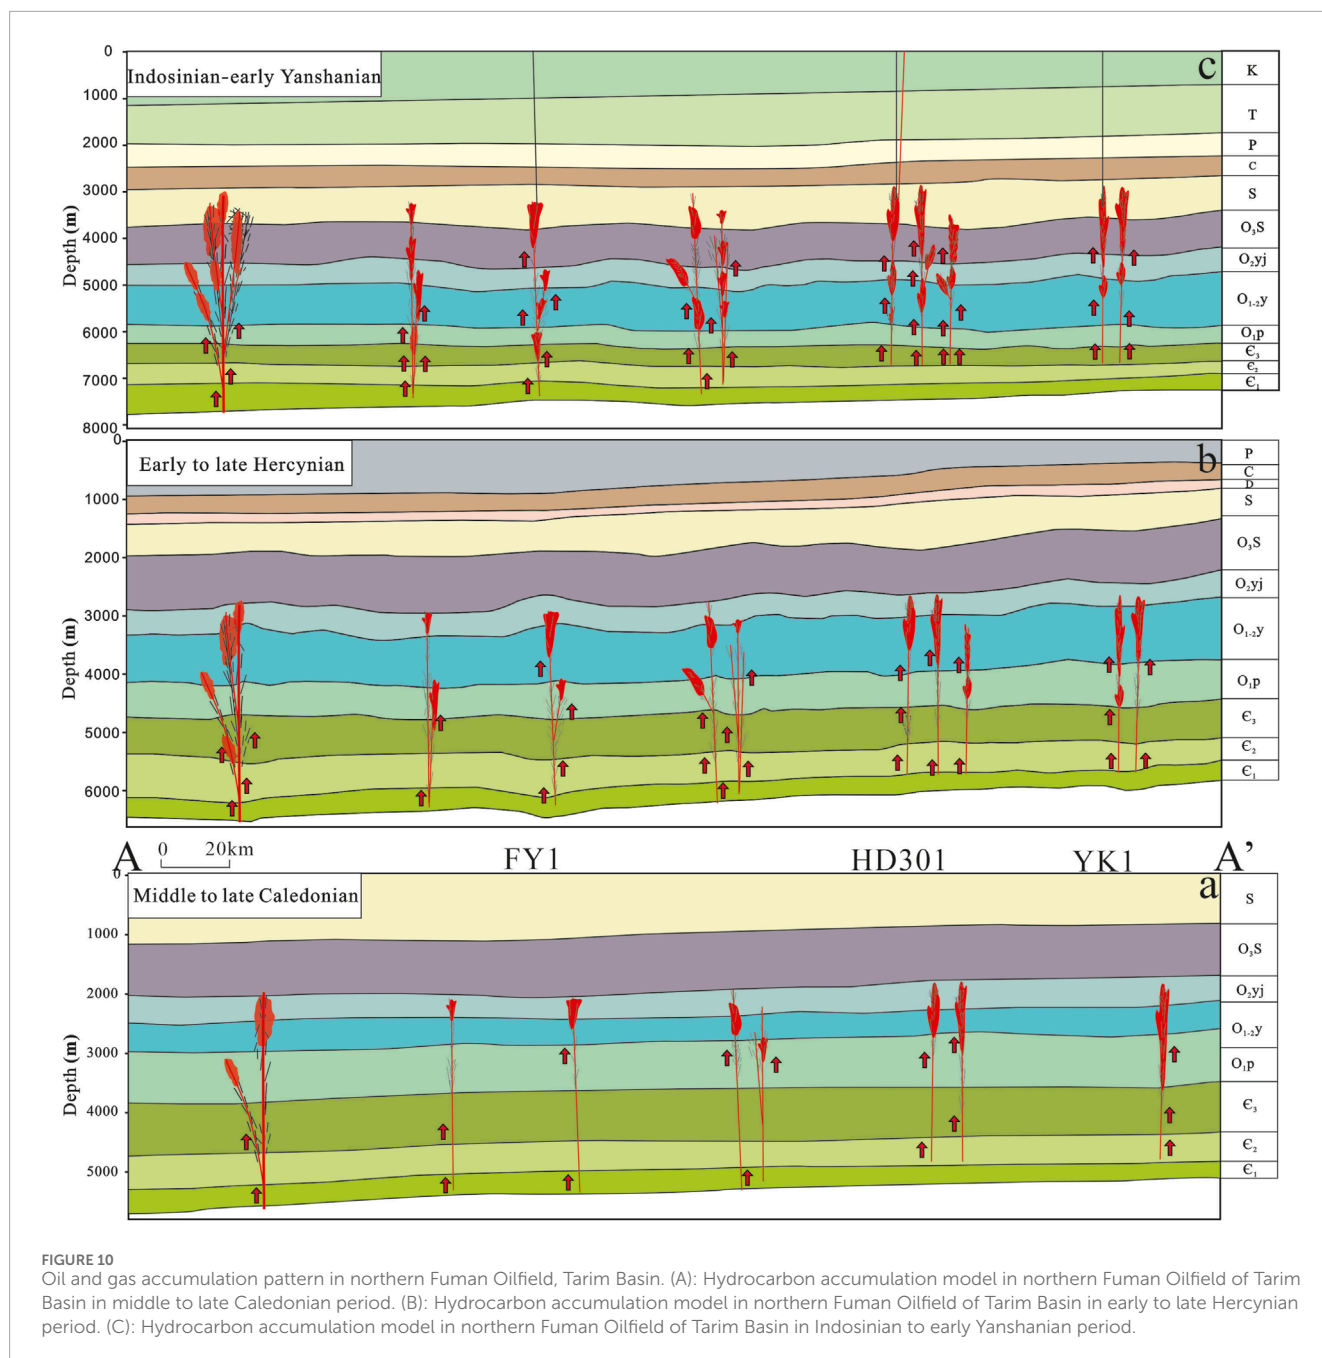 0
Indosinian-early Yanshanian
c
1000
2000
3000
4000
5000
6000
7000
8000
Depth (m)
K
T
P
C
S
O₃S
O₂yj
O₁₋₂y
O₁p
Є₃
Є₂
Є₁
0
Early to late Hercynian
b
1000
2000
3000
4000
5000
6000
Depth (m)
P
C
D
S
O₃S
O₂yj
O₁₋₂y
O₁p
Є₃
Є₂
Є₁
A 0 20km FY1 HD301 YK1 A’
0
Middle to late Caledonian
a
1000
2000
3000
4000
5000
Depth (m)
S
O₃S
O₂yj
O₁₋₂y
O₁p
Є₃
Є₂
Є₁
FIGURE 10
Oil and gas accumulation pattern in northern Fuman Oilfield, Tarim Basin. (A): Hydrocarbon accumulation model in northern Fuman Oilfield of Tarim
Basin in middle to late Caledonian period. (B): Hydrocarbon accumulation model in northern Fuman Oilfield of Tarim Basin in early to late Hercynian
period. (C): Hydrocarbon accumulation model in northern Fuman Oilfield of Tarim Basin in Indosinian to early Yanshanian period.